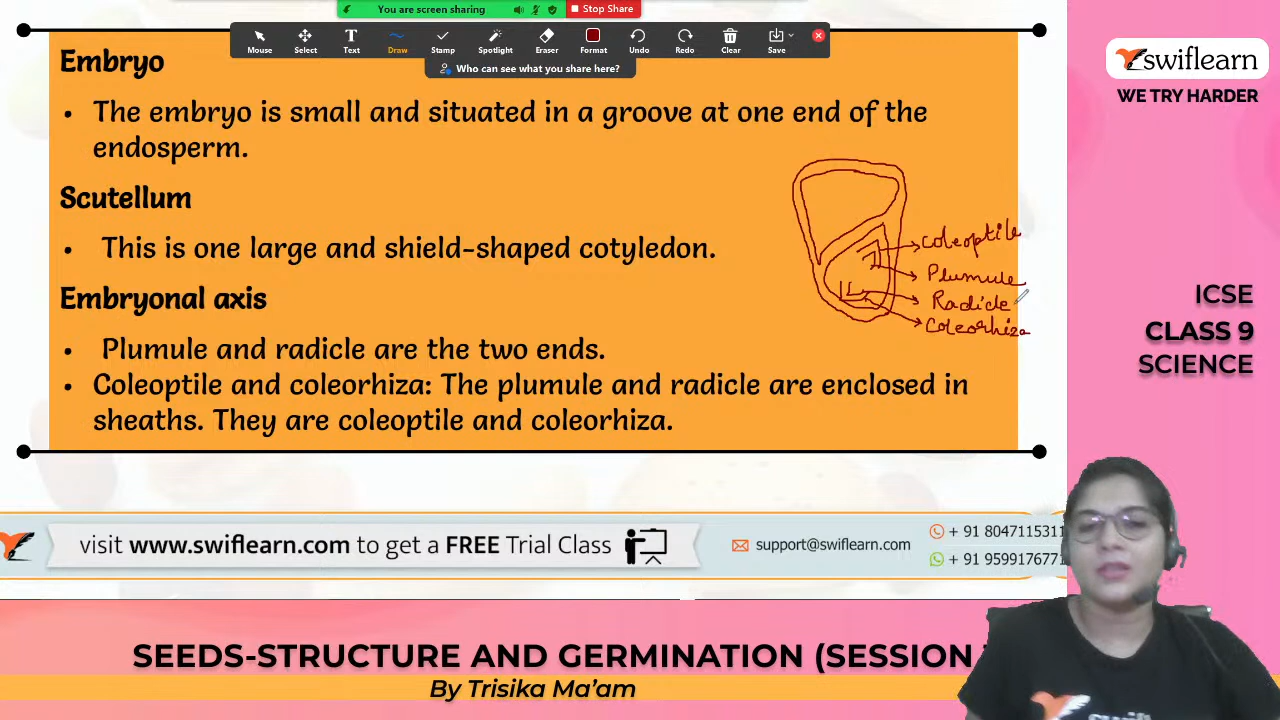 You are screen sharing
Stop Share
Mouse
Select
Text
Draw
Stamp
Spotlight
Eraser
Format
Undo
Redo
Clear
Save
Who can see what you share here?
swiflearn
WE TRY HARDER
Embryo
• The embryo is small and situated in a groove at one end of the
endosperm.
Scutellum
• This is one large and shield-shaped cotyledon.
Coleoptile
Plumule
Radicle
Coleorhiza
Embryonal axis
• Plumule and radicle are the two ends.
• Coleoptile and coleorhiza: The plumule and radicle are enclosed in
sheaths. They are coleoptile and coleorhiza.
ICSE
CLASS 9
SCIENCE
visit www.swiflearn.com to get a FREE Trial Class
support@swiflearn.com
+ 91 8047115311
+ 91 9599176771
SEEDS-STRUCTURE AND GERMINATION (SESSION
By Trisika Ma'am